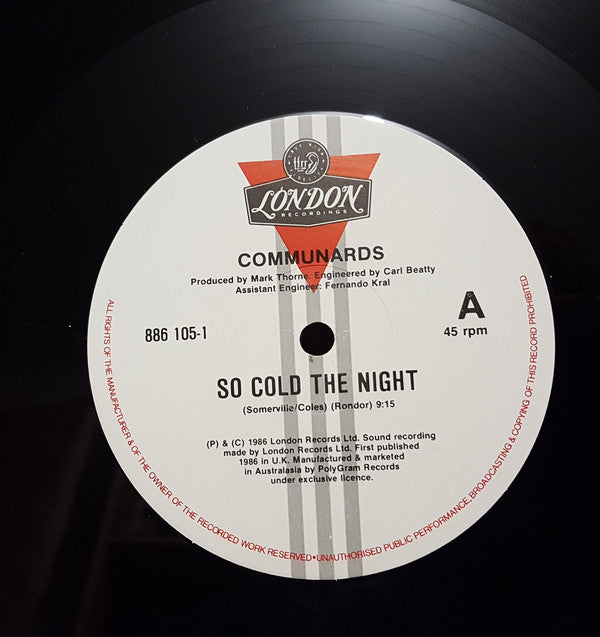 ffrr
LONDON
RECORDINGS
COMMUNARDS
Produced by Mark Thorne. Engineered by Carl Beatty
Assistant Engineer: Fernando Kral
886 105-1
A
45 rpm
SO COLD THE NIGHT
(Somerville/Coles) (Rondor) 9:15
(P) & (C) 1986 London Records Ltd. Sound recording
made by London Records Ltd. First published
1986 in U.K. Manufactured & marketed
in Australasia by PolyGram Records
under exclusive licence.
ALL RIGHTS OF THE MANUFACTURER & OF THE OWNER OF THE RECORDED WORK RESERVED•UNAUTHORISED PUBLIC PERFORMANCE, BROADCASTING & COPYING OF THIS RECORD PROHIBITED